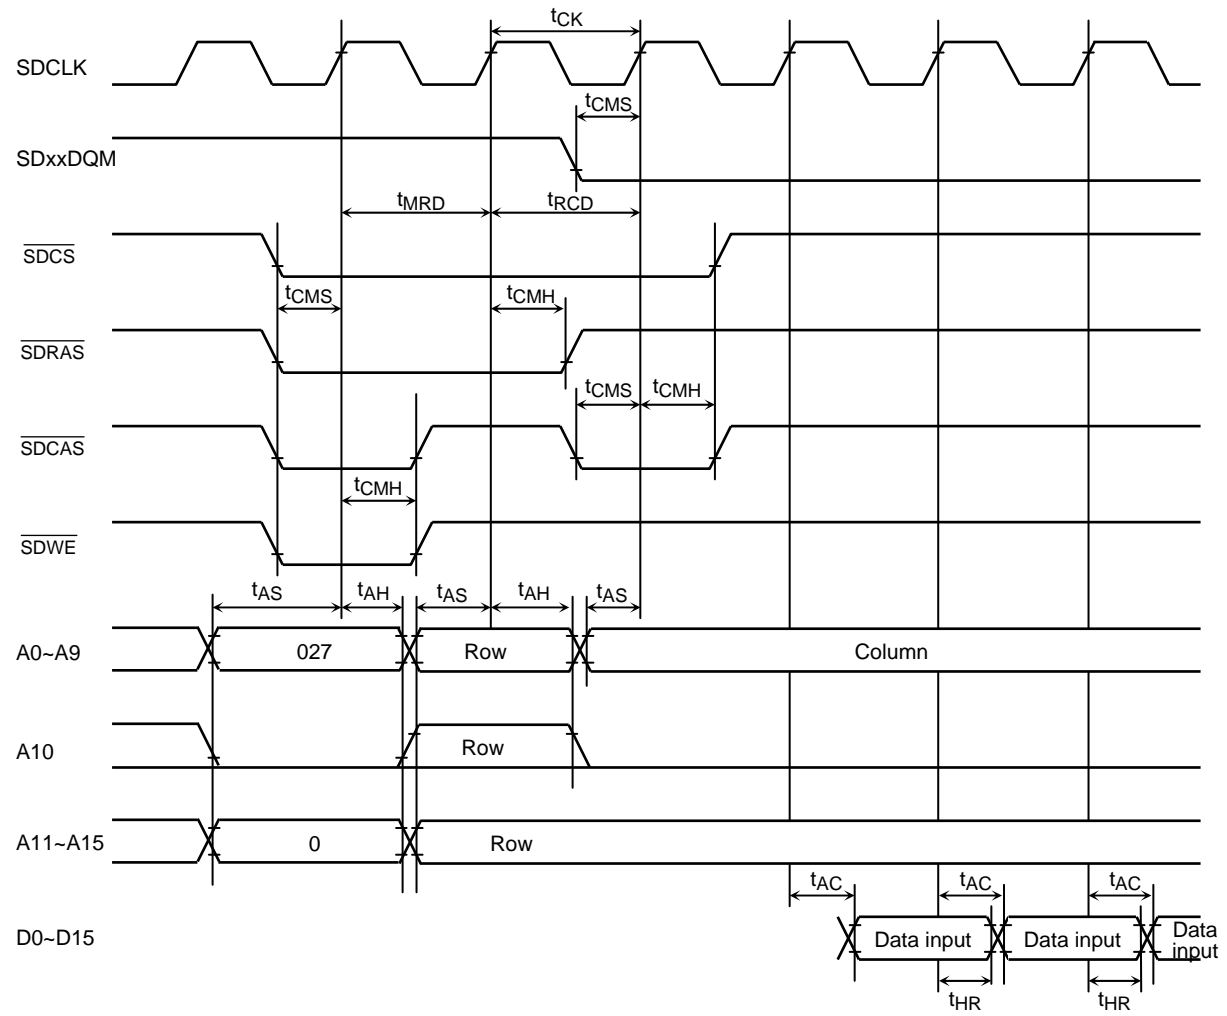 tCK
SDCLK
tCMS
SDxxDQM
tMRD tRCD
SDCS
tCMS tCMH
SDRAS
tCMS tCMH
SDCAS
tCMH
SDWE
tAS tAH tAS tAH tAS
A0~A9 027 Row Column
A10 Row
A11~A15 0 Row
tAC tAC tAC
D0~D15 Data input Data input Data
input
tHR tHR